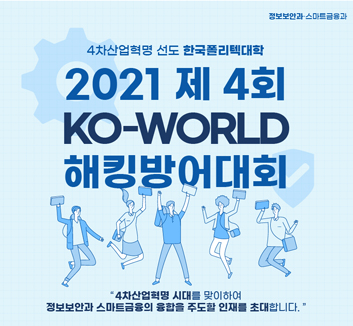 정보보안과·스마트금융과
4차산업혁명 선도 한국폴리텍대학
2021 제 4회
KO-WORLD
해킹방어대회
“ 4차산업혁명 시대를 맞이하여
정보보안과 스마트금융의 융합을 주도할 인재를 초대합니다. ”